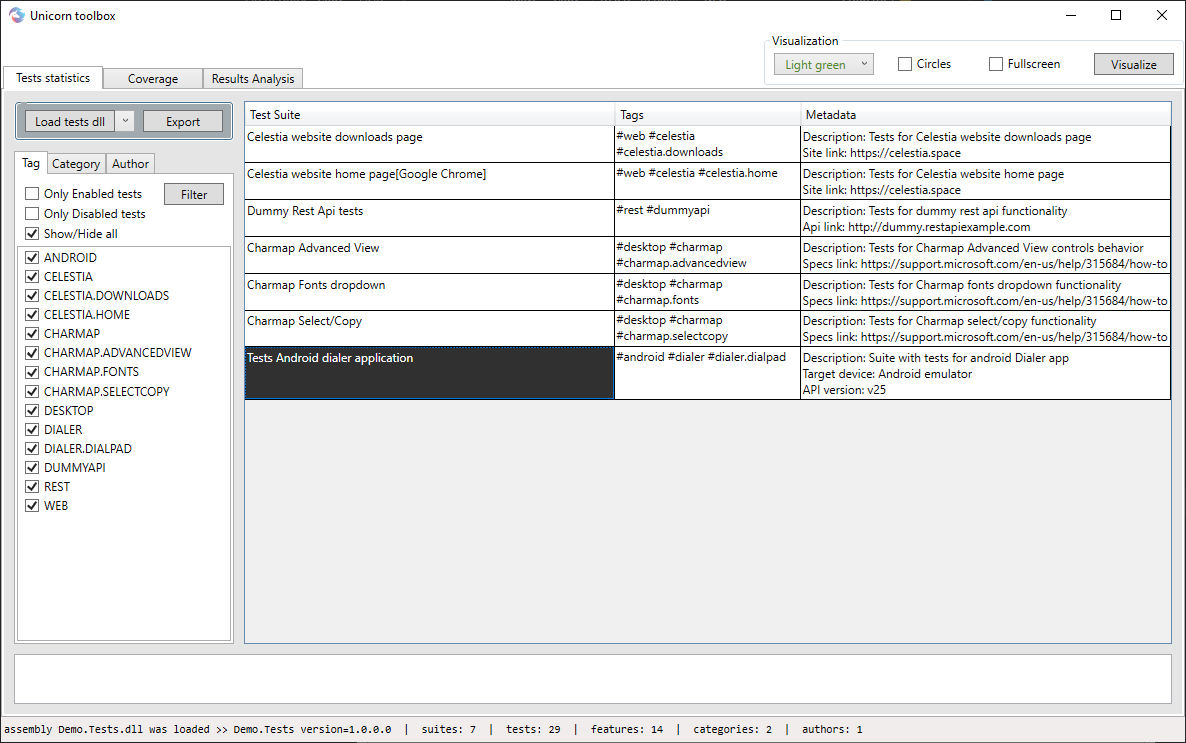 Unicorn toolbox
Visualization
Light green
Circles
Fullscreen
Visualize
Tests statistics
Coverage
Results Analysis
Load tests dll
Export
Tag
Category
Author
Only Enabled tests
Filter
Only Disabled tests
Show/Hide all
ANDROID
CELESTIA
CELESTIA.DOWNLOADS
CELESTIA.HOME
CHARMAP
CHARMAP.ADVANCEDVIEW
CHARMAP.FONTS
CHARMAP.SELECTCOPY
DESKTOP
DIALER
DIALER.DIALPAD
DUMMYAPI
REST
WEB
Test Suite
Tags
Metadata
Celestia website downloads page
#web #celestia
#celestia.downloads
Description: Tests for Celestia website downloads page
Site link: https://celestia.space
Celestia website home page[Google Chrome]
#web #celestia #celestia.home
Description: Tests for Celestia website home page
Site link: https://celestia.space
Dummy Rest Api tests
#rest #dummyapi
Description: Tests for dummy rest api functionality
Api link: http://dummy.restapiexample.com
Charmap Advanced View
#desktop #charmap
#charmap.advancedview
Description: Tests for Charmap Advanced View controls behavior
Specs link: https://support.microsoft.com/en-us/help/315684/how-to
Charmap Fonts dropdown
#desktop #charmap
#charmap.fonts
Description: Tests for Charmap fonts dropdown functionality
Specs link: https://support.microsoft.com/en-us/help/315684/how-to
Charmap Select/Copy
#desktop #charmap
#charmap.selectcopy
Description: Tests for Charmap select/copy functionality
Specs link: https://support.microsoft.com/en-us/help/315684/how-to
Tests Android dialer application
#android #dialer #dialer.dialpad
Description: Suite with tests for android Dialer app
Target device: Android emulator
API version: v25
assembly Demo.Tests.dll was loaded >> Demo.Tests version=1.0.0.0 | suites: 7 | tests: 29 | features: 14 | categories: 2 | authors: 1